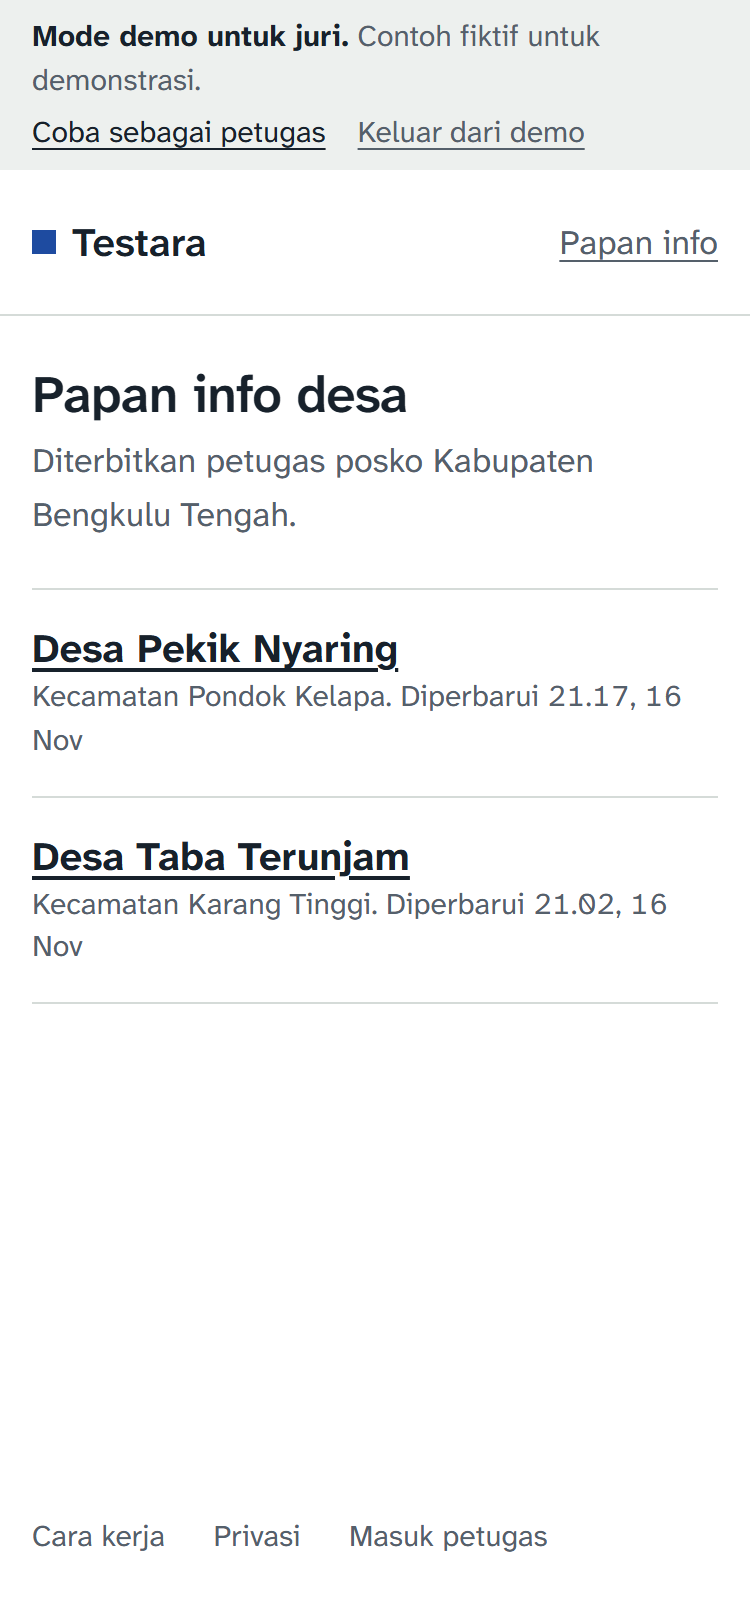 Mode demo untuk juri. Contoh fiktif untuk
demonstrasi.
Coba sebagai petugas Keluar dari demo
Testara Papan info
Papan info desa
Diterbitkan petugas posko Kabupaten
Bengkulu Tengah.
Desa Pekik Nyaring
Kecamatan Pondok Kelapa. Diperbarui 21.17, 16
Nov
Desa Taba Terunjam
Kecamatan Karang Tinggi. Diperbarui 21.02, 16
Nov
Cara kerja Privasi Masuk petugas